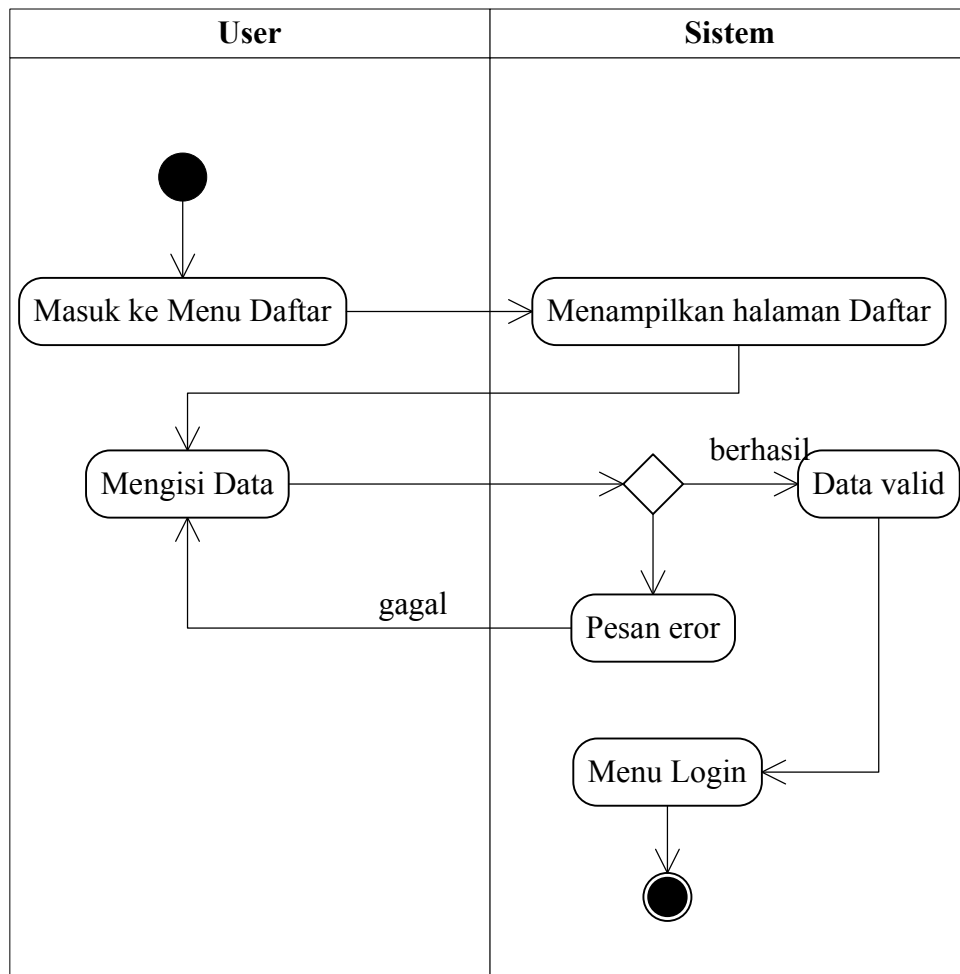 User
Sistem
Masuk ke Menu Daftar
Menampilkan halaman Daftar
berhasil
Mengisi Data
Data valid
gagal
Pesan eror
Menu Login